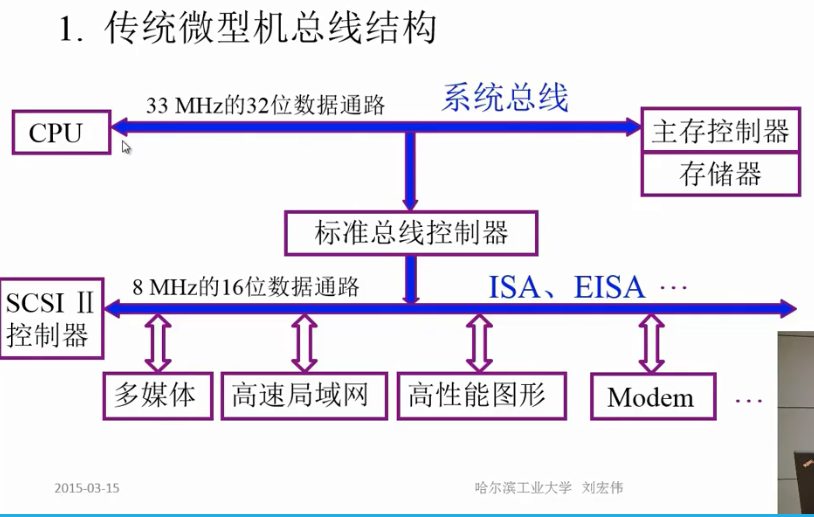 1. 传统微型机总线结构
33 MHz的32位数据通路
系统总线
CPU
主存控制器
存储器
标准总线控制器
8 MHz的16位数据通路
ISA、EISA …
SCSI Ⅱ
控制器
多媒体
高速局域网
高性能图形
Modem
…
2015-03-15
哈尔滨工业大学 刘宏伟